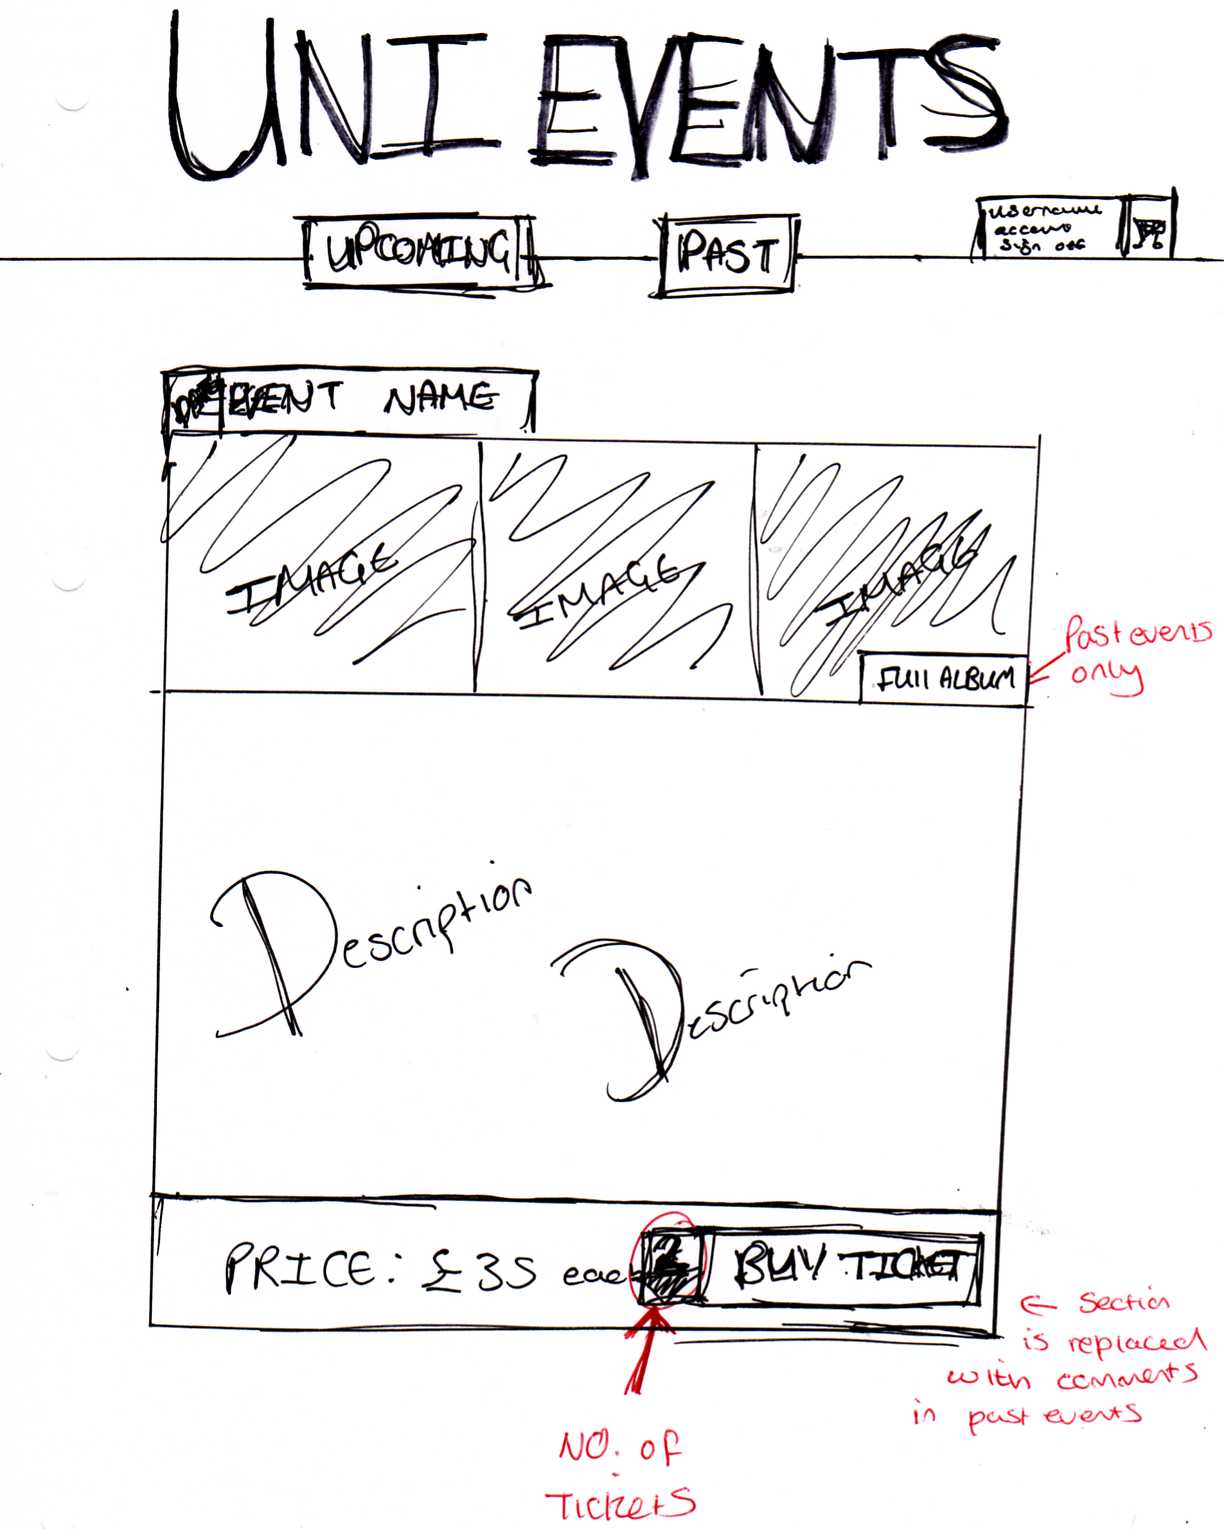 UNI EVENTS
UPCOMING
PAST
username
account
sign off
DATE
EVENT NAME
IMAGE
IMAGE
IMAGE
FUll ALBUM
Past events
only
Description
Description
PRICE: £35 each
2
BUY TICKET
← Section
is replaced
with comments
in past events
NO. of
TickeTS